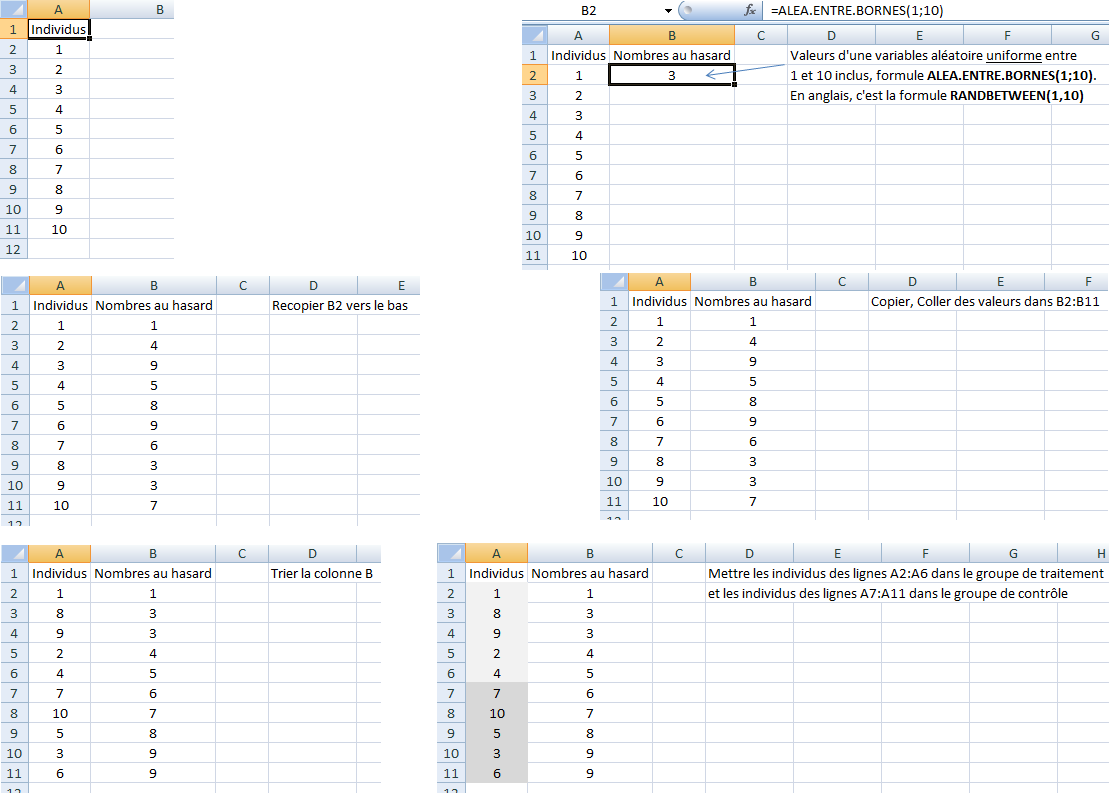 A B
1 Individus
2 1
3 2
4 3
5 4
6 5
7 6
8 7
9 8
10 9
11 10
12
B2 fx =ALEA.ENTRE.BORNES(1;10)
A B C D E F G
1 Individus Nombres au hasard Valeurs d'une variables aléatoire uniforme entre
2 1 3 1 et 10 inclus, formule ALEA.ENTRE.BORNES(1;10).
3 2 En anglais, c'est la formule RANDBETWEEN(1,10)
4 3
5 4
6 5
7 6
8 7
9 8
10 9
11 10
A B C D E
1 Individus Nombres au hasard Recopier B2 vers le bas
2 1 1
3 2 4
4 3 9
5 4 5
6 5 8
7 6 9
8 7 6
9 8 3
10 9 3
11 10 7
12
A B C D E F
1 Individus Nombres au hasard Copier, Coller des valeurs dans B2:B11
2 1 1
3 2 4
4 3 9
5 4 5
6 5 8
7 6 9
8 7 6
9 8 3
10 9 3
11 10 7
12
A B C D
1 Individus Nombres au hasard Trier la colonne B
2 1 1
3 8 3
4 9 3
5 2 4
6 4 5
7 7 6
8 10 7
9 5 8
10 3 9
11 6 9
12
A B C D E F G H
1 Individus Nombres au hasard Mettre les individus des lignes A2:A6 dans le groupe de traitement
2 1 1 et les individus des lignes A7:A11 dans le groupe de contrôle
3 8 3
4 9 3
5 2 4
6 4 5
7 7 6
8 10 7
9 5 8
10 3 9
11 6 9
12